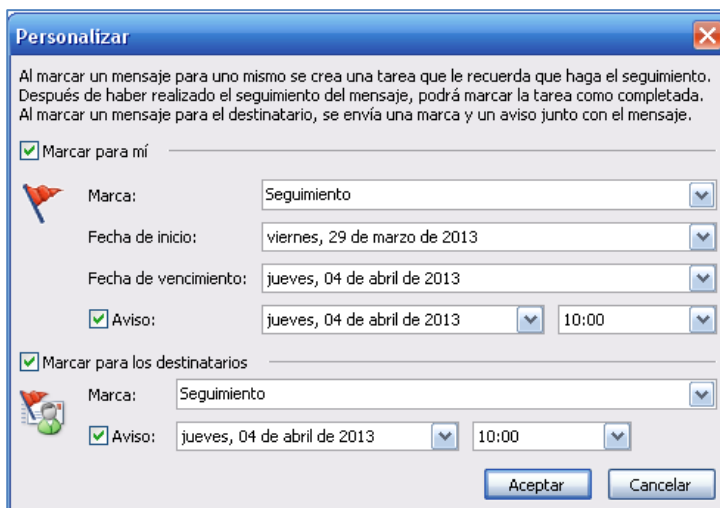 Personalizar
Al marcar un mensaje para uno mismo se crea una tarea que le recuerda que haga el seguimiento.
Después de haber realizado el seguimiento del mensaje, podrá marcar la tarea como completada.
Al marcar un mensaje para el destinatario, se envía una marca y un aviso junto con el mensaje.
Marcar para mí
Marca: Seguimiento
Fecha de inicio: viernes, 29 de marzo de 2013
Fecha de vencimiento: jueves, 04 de abril de 2013
Aviso: jueves, 04 de abril de 2013 10:00
Marcar para los destinatarios
Marca: Seguimiento
Aviso: jueves, 04 de abril de 2013 10:00
Aceptar Cancelar